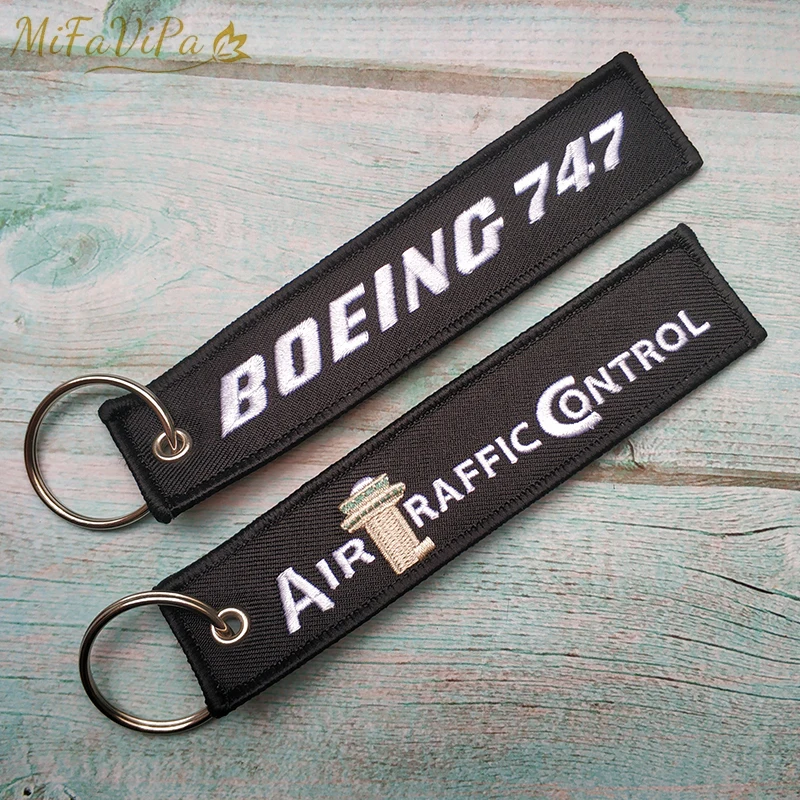 MiFaViPa
BOEING 747
AIR TRAFFIC CONTROL